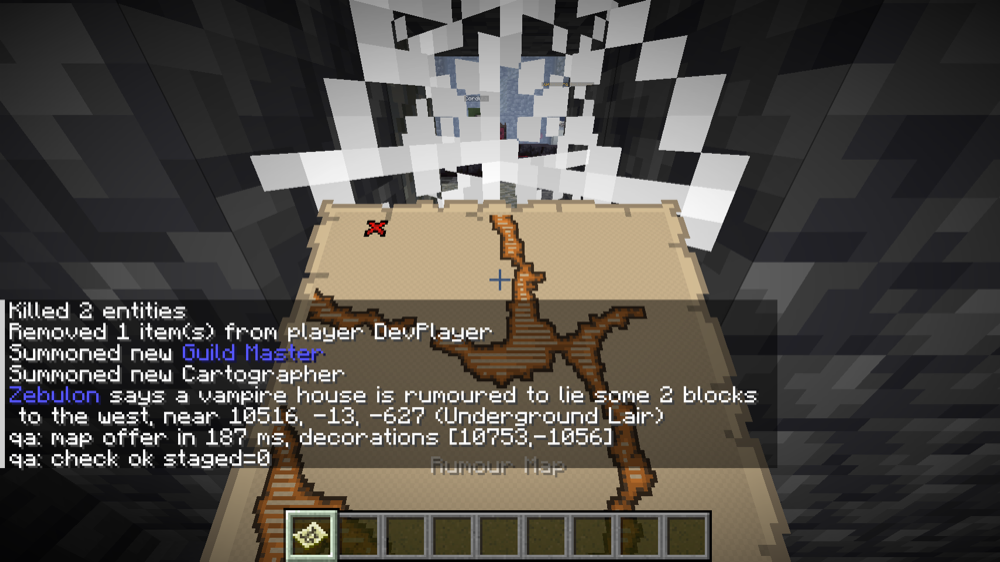 Killed 2 entities
Removed 1 item(s) from player DevPlayer
Summoned new Guild Master
Summoned new Cartographer
Zebulon says a vampire house is rumoured to lie some 2 blocks
to the west, near 10516, -13, -627 (Underground Lair)
qa: map offer in 187 ms, decorations [10753,-1056]
qa: check ok staged=0
Rumour Map